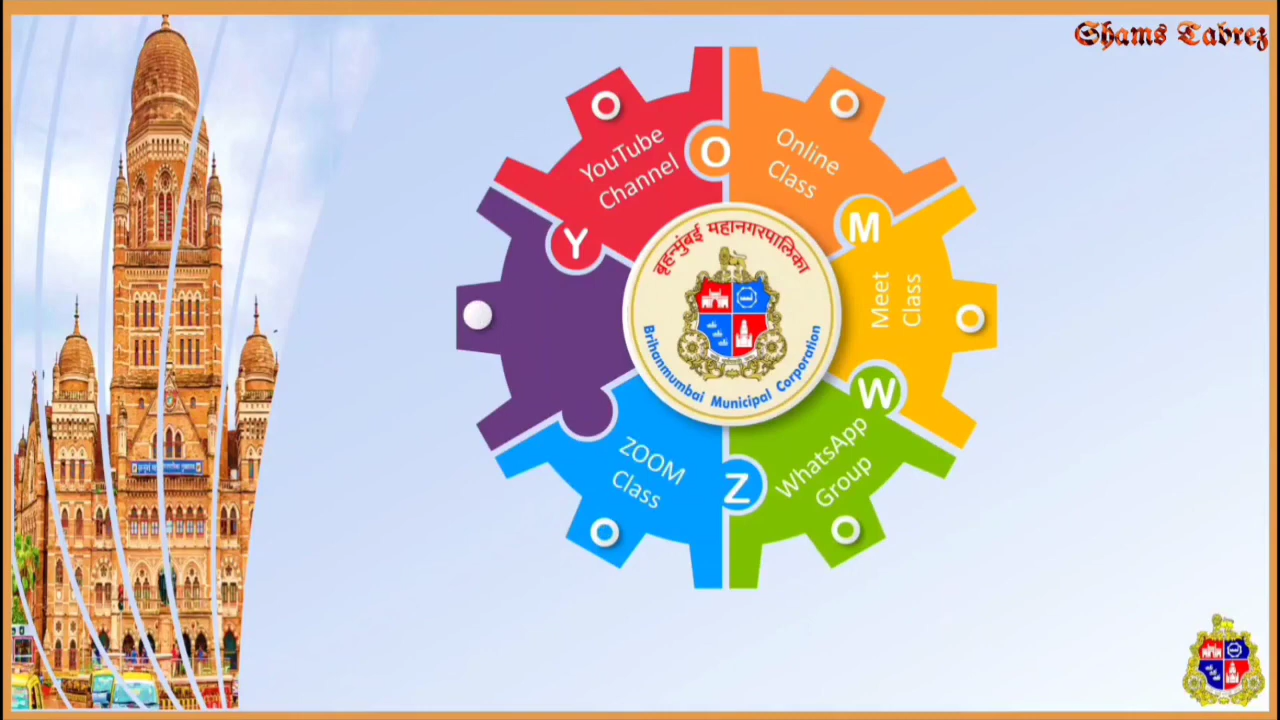 Shams Tabrez
YouTube
Channel
O
Online
Class
Y
M
Meet
Class
बृहन्मुंबई महानगरपालिका
Brihanmumbai Municipal Corporation
W
WhatsApp
Group
ZOOM
Class
Z